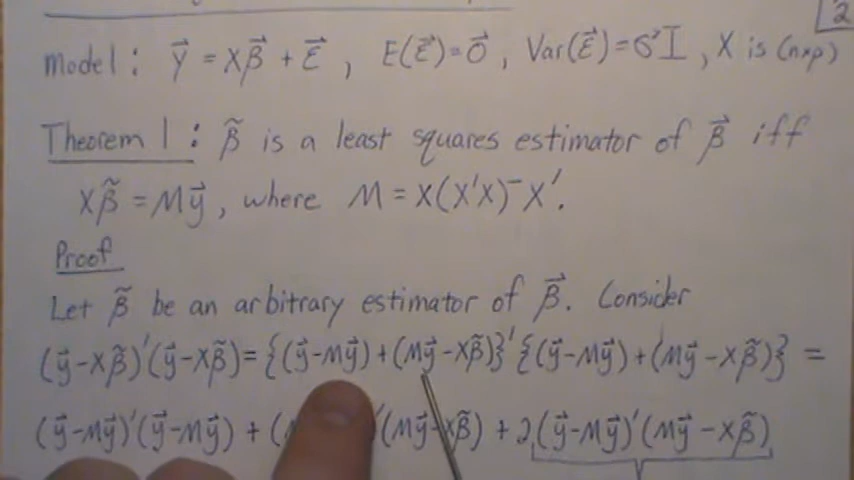 2
model : y⃗ = Xβ⃗ + ε⃗ , E(ε⃗)=0⃗ , Var(ε⃗)=σ²I , X is (n×p)
Theorem 1 : β̃ is a least squares estimator of β⃗ iff
Xβ̃ = My⃗ , where M = X(X'X)⁻X'.
Proof
Let β̃ be an arbitrary estimator of β⃗. Consider
(y⃗-Xβ̃)'(y⃗-Xβ̃)={(y⃗-My⃗)+(My⃗-Xβ̃)}'{(y⃗-My⃗)+(My⃗-Xβ̃)} =
(y⃗-My⃗)'(y⃗-My⃗) + ( '(My⃗-Xβ̃) + 2(y⃗-My⃗)'(My⃗-Xβ̃)